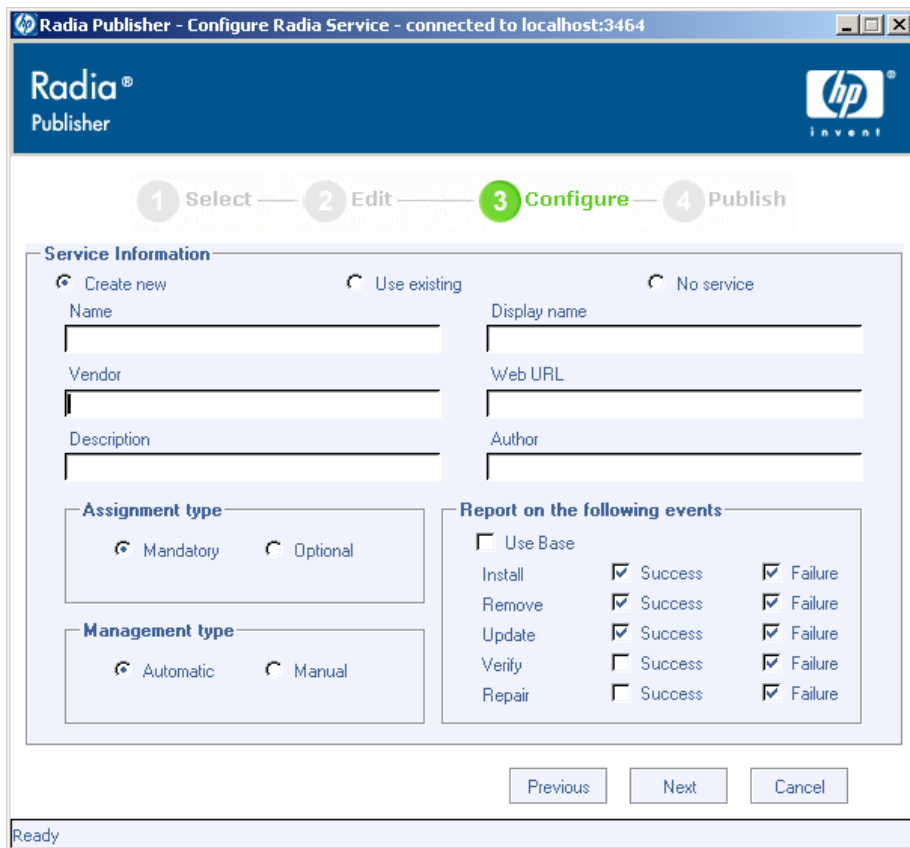 Radia Publisher - Configure Radia Service - connected to localhost:3464
Radia®
Publisher
hp®
invent
1 Select 2 Edit 3 Configure 4 Publish
Service Information
Create new Use existing No service
Name Display name
Vendor Web URL
Description Author
Assignment type
Mandatory Optional
Management type
Automatic Manual
Report on the following events
Use Base
Install Success Failure
Remove Success Failure
Update Success Failure
Verify Success Failure
Repair Success Failure
Previous Next Cancel
Ready